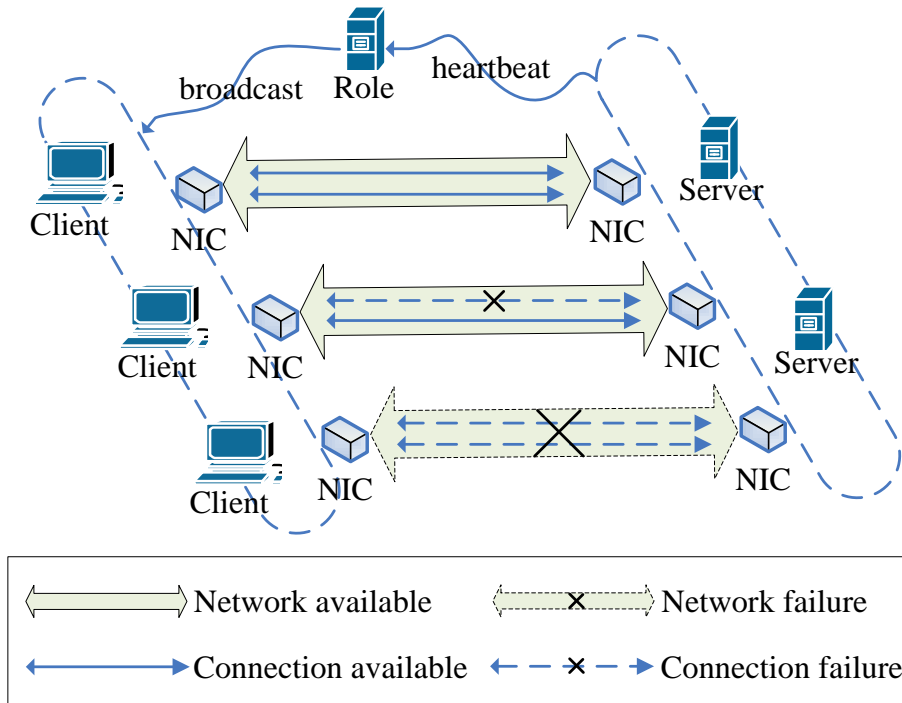 heartbeat
broadcast
Role
Client
NIC
NIC
Server
Client
NIC
NIC
Server
Client
NIC
NIC
Network available
Network failure
Connection available
Connection failure